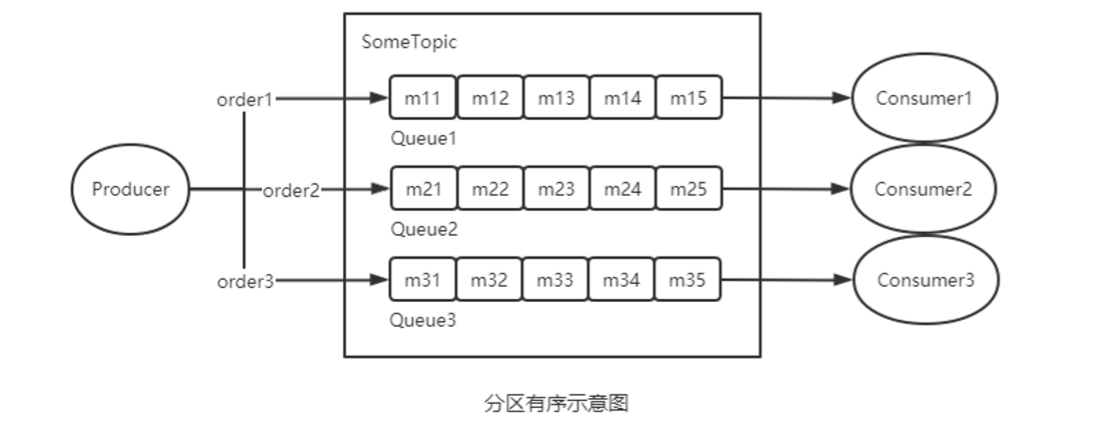 SomeTopic
order1
m11 m12 m13 m14 m15
Consumer1
Queue1
Producer
order2
m21 m22 m23 m24 m25
Consumer2
Queue2
order3
m31 m32 m33 m34 m35
Consumer3
Queue3
分区有序示意图